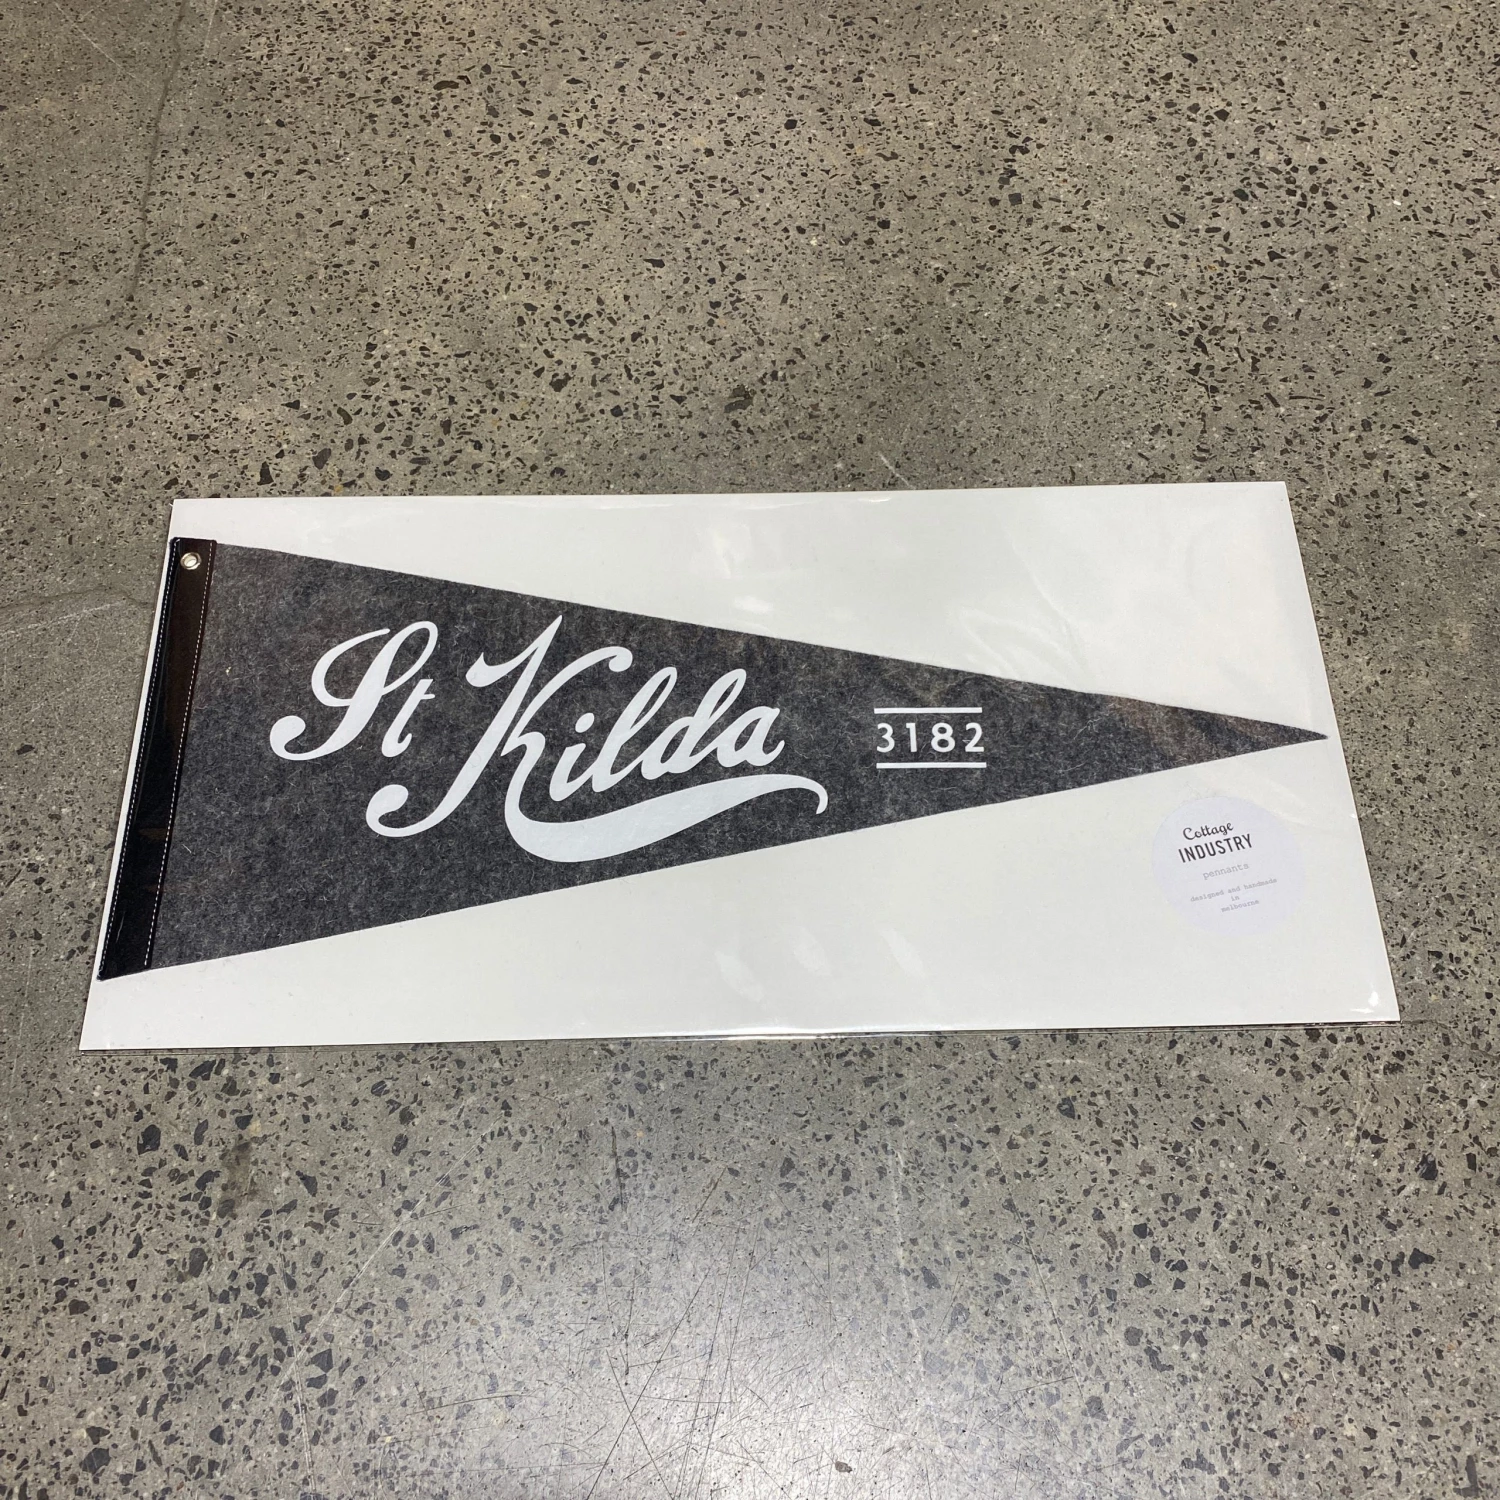 St Kilda
3182
Cottage
INDUSTRY
pennants
designed and handmade
in
melbourne